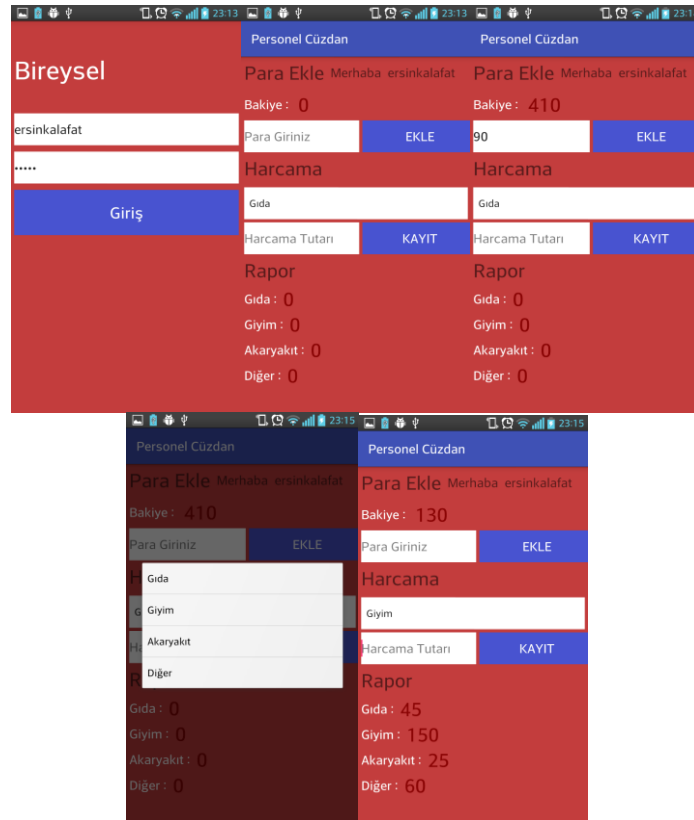 23:13
Bireysel
ersinkalafat
•••••
Giriş
23:13
Personel Cüzdan
Para Ekle Merhaba ersinkalafat
Bakiye : 0
Para Giriniz EKLE
Harcama
Gıda
Harcama Tutarı KAYIT
Rapor
Gıda : 0
Giyim : 0
Akaryakıt : 0
Diğer : 0
Personel Cüzdan
Para Ekle Merhaba ersinkalafat
Bakiye : 410
90 EKLE
Harcama
Gıda
Harcama Tutarı KAYIT
Rapor
Gıda : 0
Giyim : 0
Akaryakıt : 0
Diğer : 0
23:15
Personel Cüzdan
Para Ekle Merhaba ersinkalafat
Bakiye : 410
Para Giriniz EKLE
Gıda
Giyim
Akaryakıt
Diğer
Gıda : 0
Giyim : 0
Akaryakıt : 0
Diğer : 0
23:15
Personel Cüzdan
Para Ekle Merhaba ersinkalafat
Bakiye : 130
Para Giriniz EKLE
Harcama
Giyim
Harcama Tutarı KAYIT
Rapor
Gıda : 45
Giyim : 150
Akaryakıt : 25
Diğer : 60